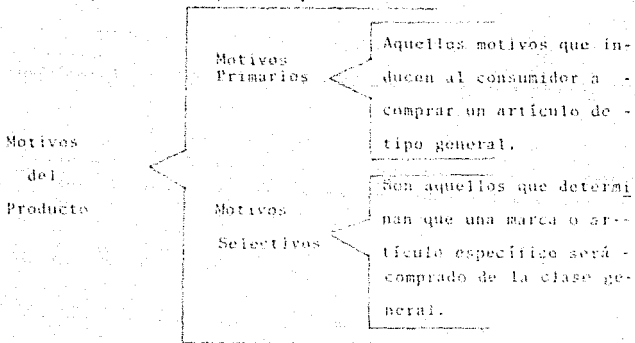 Motivos
del
Producto
Motivos
Primarios
Aquellos motivos que in-
ducen al consumidor a -
comprar un artículo de -
tipo general.
Motivos
Selectivos
Son aquellos que determi
nan que una marca o ar--
tículo específico será -
comprado de la clase ge-
neral.